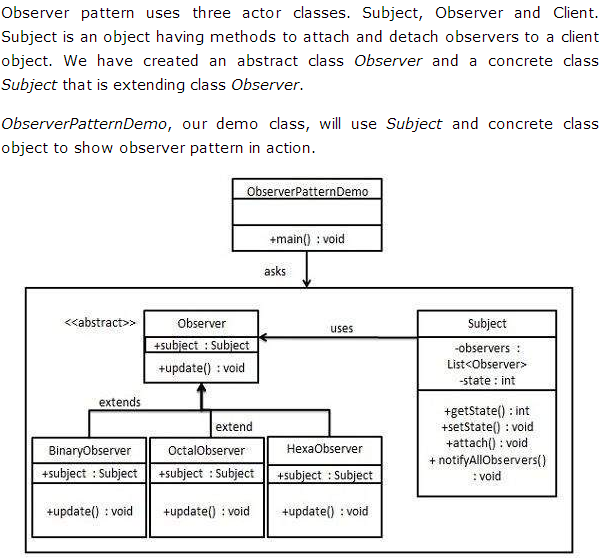 Observer pattern uses three actor classes. Subject, Observer and Client.
Subject is an object having methods to attach and detach observers to a client
object. We have created an abstract class Observer and a concrete class
Subject that is extending class Observer.
ObserverPatternDemo, our demo class, will use Subject and concrete class
object to show observer pattern in action.
ObserverPatternDemo
+main() : void
asks
<<abstract>>
Observer
+subject : Subject
+update() : void
uses
Subject
-observers :
List<Observer>
-state : int
+getState() : int
+setState() : void
+attach() : void
+ notifyAllObservers()
: void
extends
extend
BinaryObserver
+subject : Subject
+update() : void
OctalObserver
+subject : Subject
+update() : void
HexaObserver
+subject : Subject
+update() : void